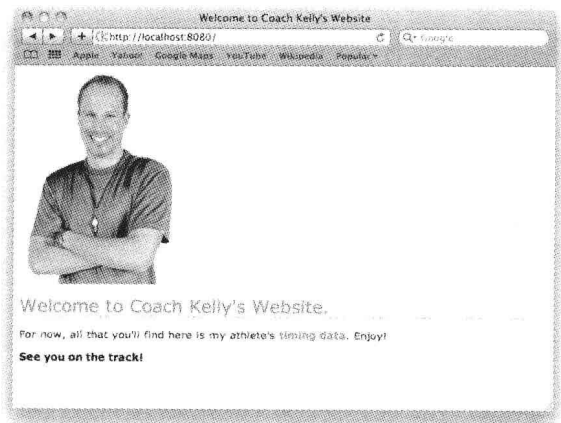 Welcome to Coach Kelly's Website
http://localhost:8080/
Google
Apple Yahoo! Google Maps YouTube Wikipedia Popular
Welcome to Coach Kelly's Website.
For now, all that you'll find here is my athlete's timing data. Enjoy!
See you on the track!